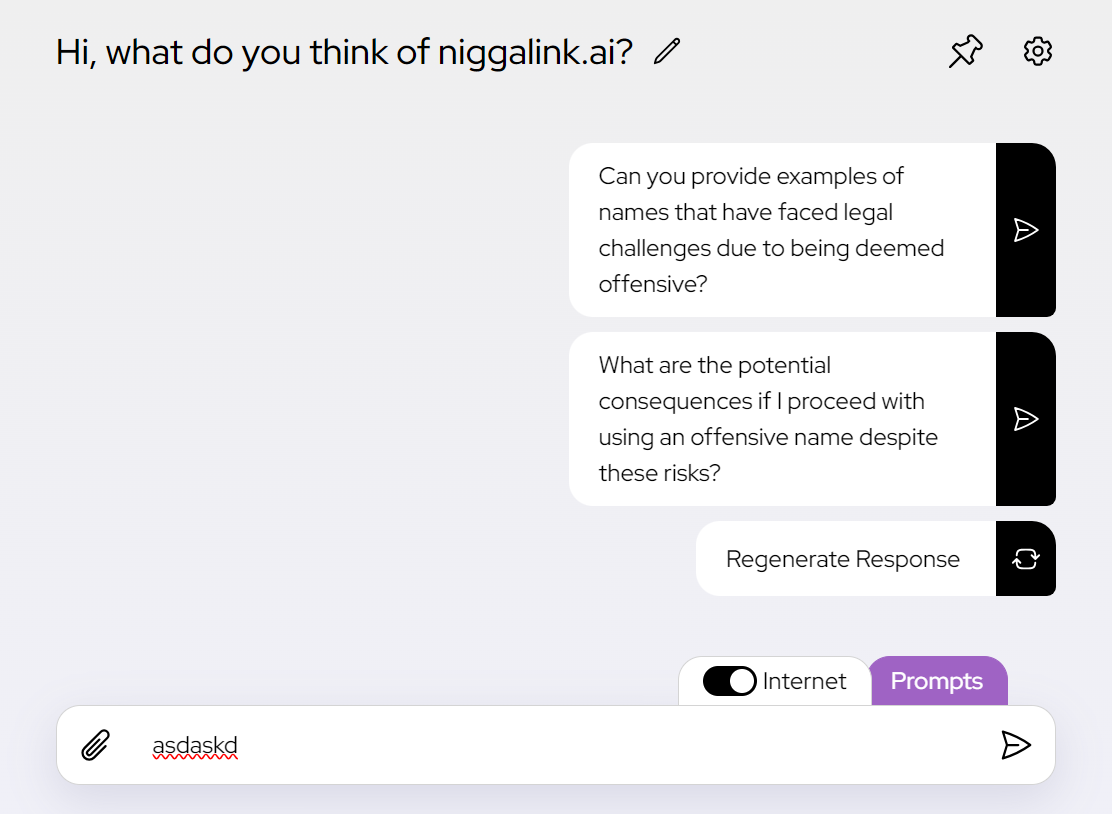 Hi, what do you think of niggalink.ai?
Can you provide examples of
names that have faced legal
challenges due to being deemed
offensive?
What are the potential
consequences if I proceed with
using an offensive name despite
these risks?
Regenerate Response
Internet
Prompts
asdaskd